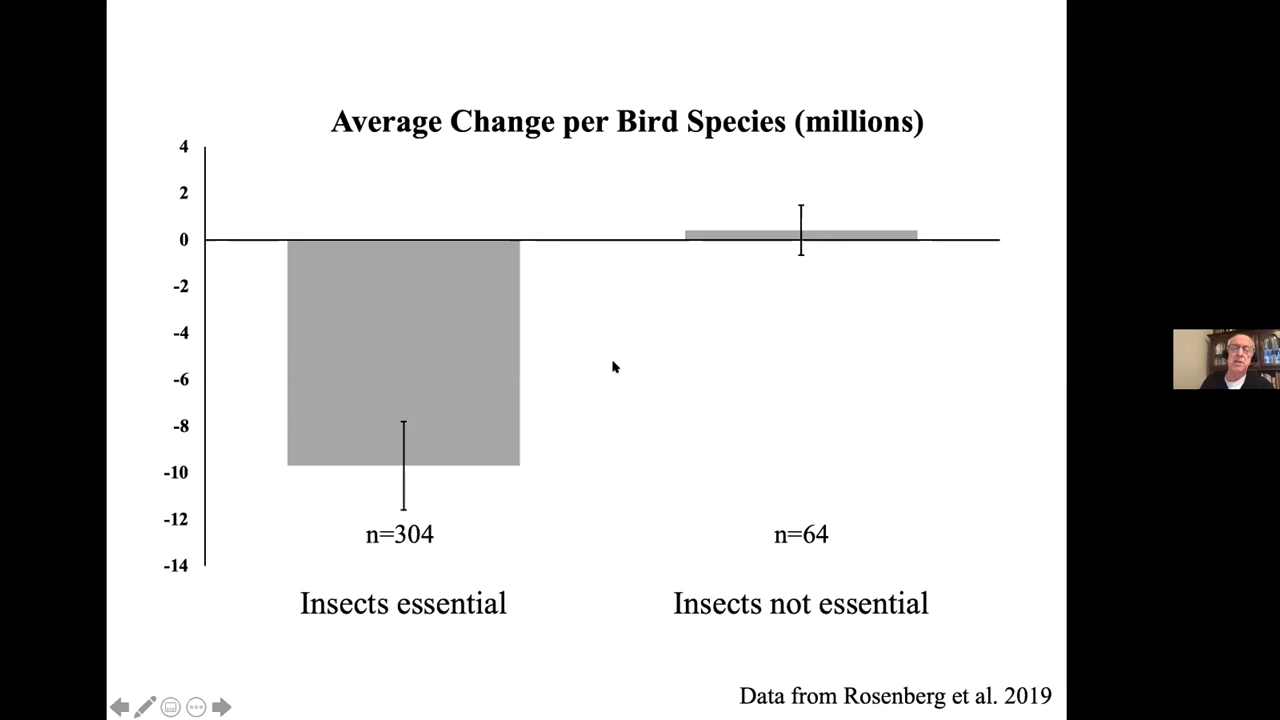 Average Change per Bird Species (millions)
4
2
0
-2
-4
-6
-8
-10
-12
-14
n=304
n=64
Insects essential
Insects not essential
Data from Rosenberg et al. 2019